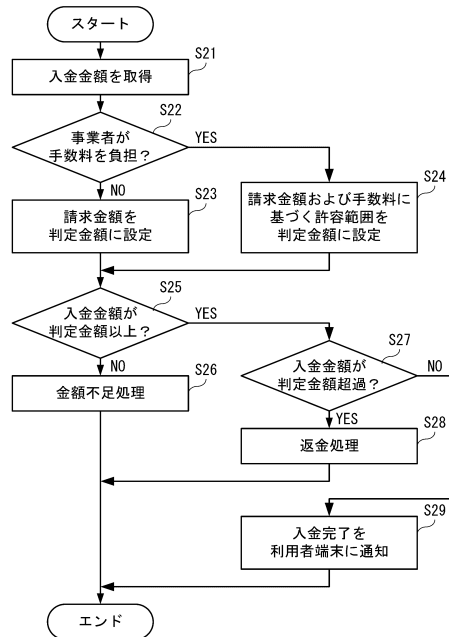 スタート
S21
入金金額を取得
S22
事業者が
手数料を負担?
YES
NO
S23
請求金額を
判定金額に設定
S24
請求金額および手数料に
基づく許容範囲を
判定金額に設定
S25
入金金額が
判定金額以上?
YES
NO
S26
金額不足処理
S27
入金金額が
判定金額超過?
NO
YES
S28
返金処理
S29
入金完了を
利用者端末に通知
エンド